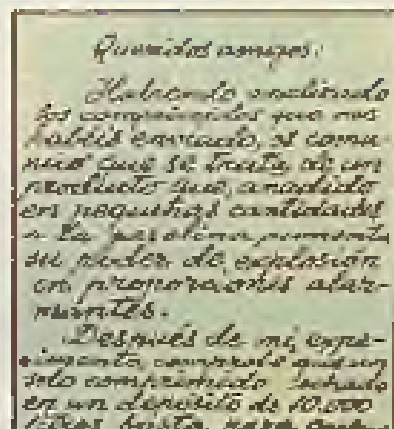 Queridos amigos:
Habiendo analizado
los comprimidos que me
habéis enviado, os comu-
nico que se trata de un
producto que, añadido
en pequeñas cantidades
a la gasolina, aumenta
su poder de explosión
en proporciones alar-
mantes.
Después de mi expe-
rimento, comprobé que un
solo comprimido echado
en un depósito de 10.000
litros basta para que